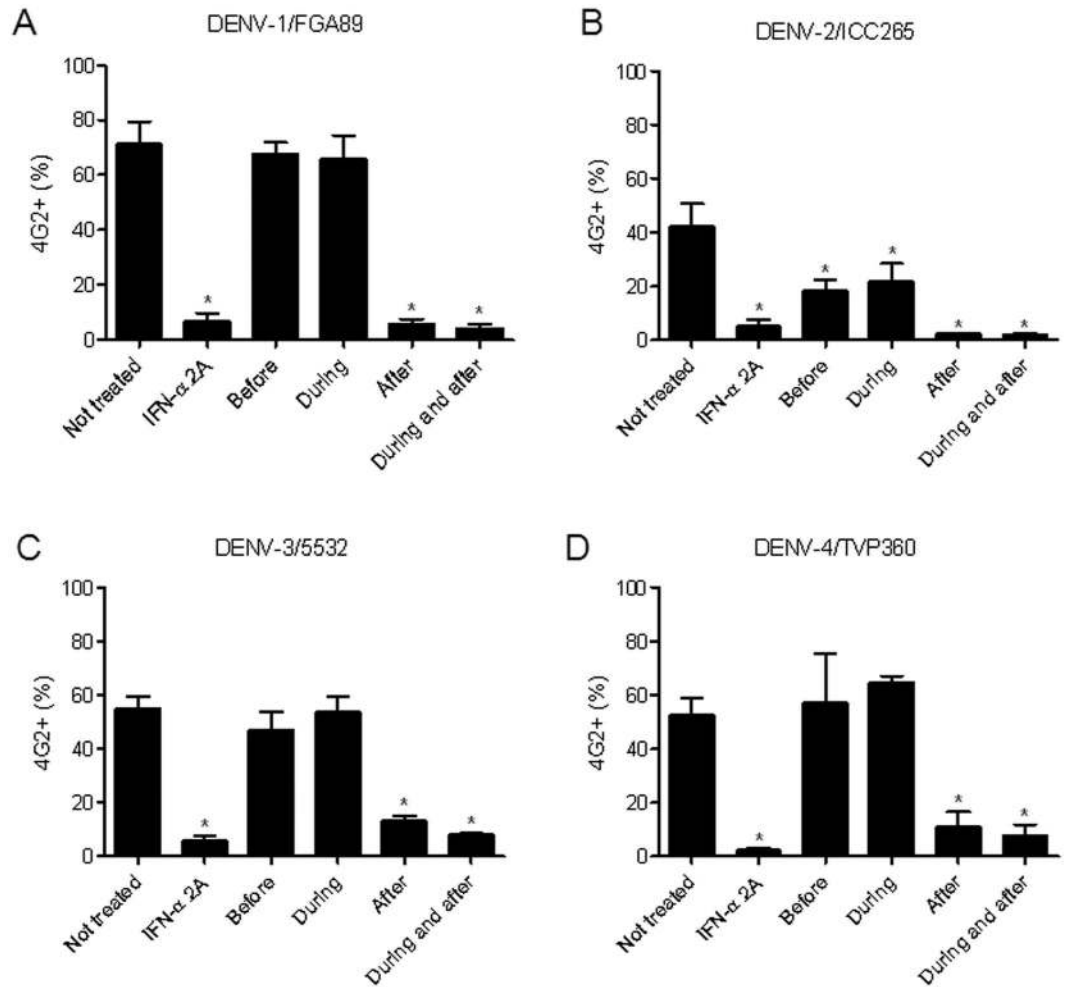 A
DENV-1/FGA89
4G2+ (%)
100
80
60
40
20
0
*
*
*
Not treated
IFN-α 2A
Before
During
After
During and after
B
DENV-2/ICC265
4G2+ (%)
100
80
60
40
20
0
*
*
*
*
*
Not treated
IFN-α 2A
Before
During
After
During and after
C
DENV-3/5532
4G2+ (%)
100
80
60
40
20
0
*
*
*
Not treated
IFN-α 2A
Before
During
After
During and after
D
DENV-4/TVP360
4G2+ (%)
100
80
60
40
20
0
*
*
*
Not treated
IFN-α 2A
Before
During
After
During and after